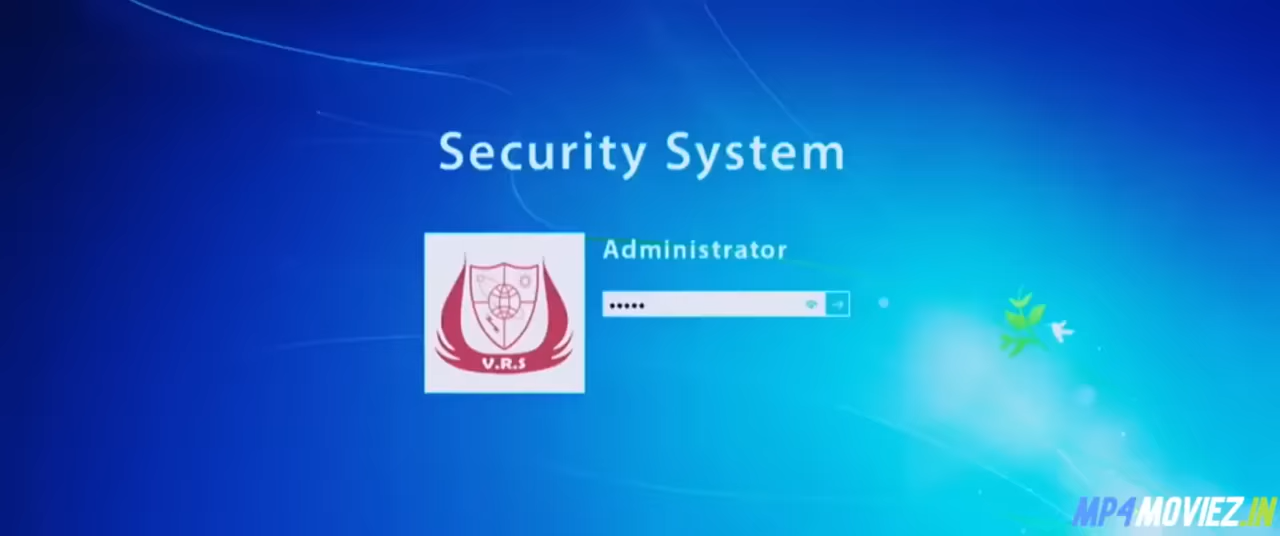 Security System
Administrator
•••••
V.R.S
MP4MOVIEZ.IN